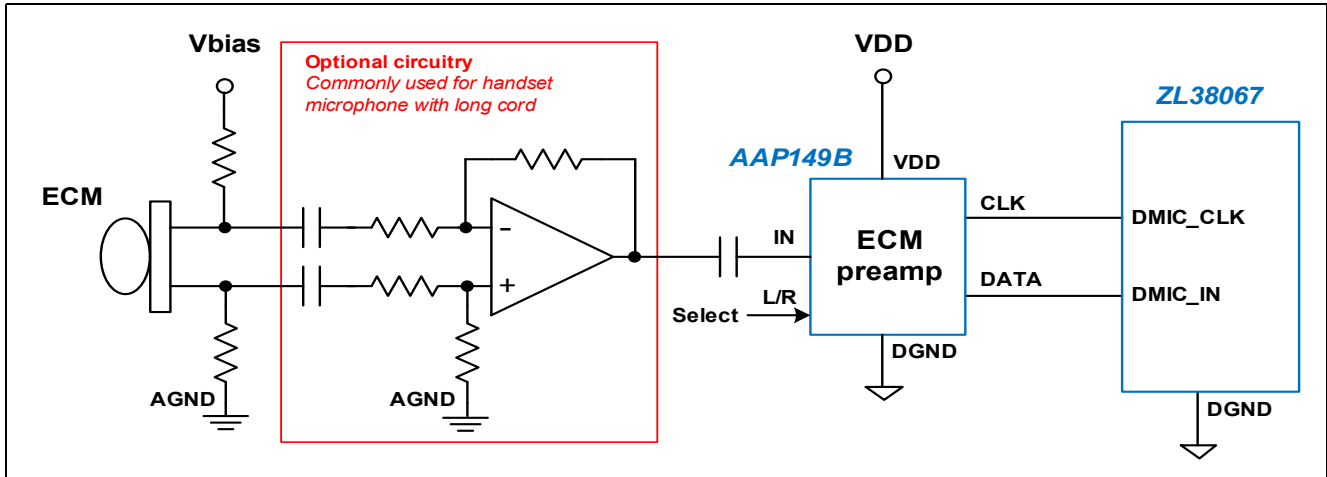 Vbias
Optional circuitry
Commonly used for handset
microphone with long cord
VDD
ZL38067
AAP149B
VDD
ECM
CLK
DMIC_CLK
-
IN
ECM
preamp
+
DATA
DMIC_IN
L/R
Select
DGND
AGND
AGND
DGND